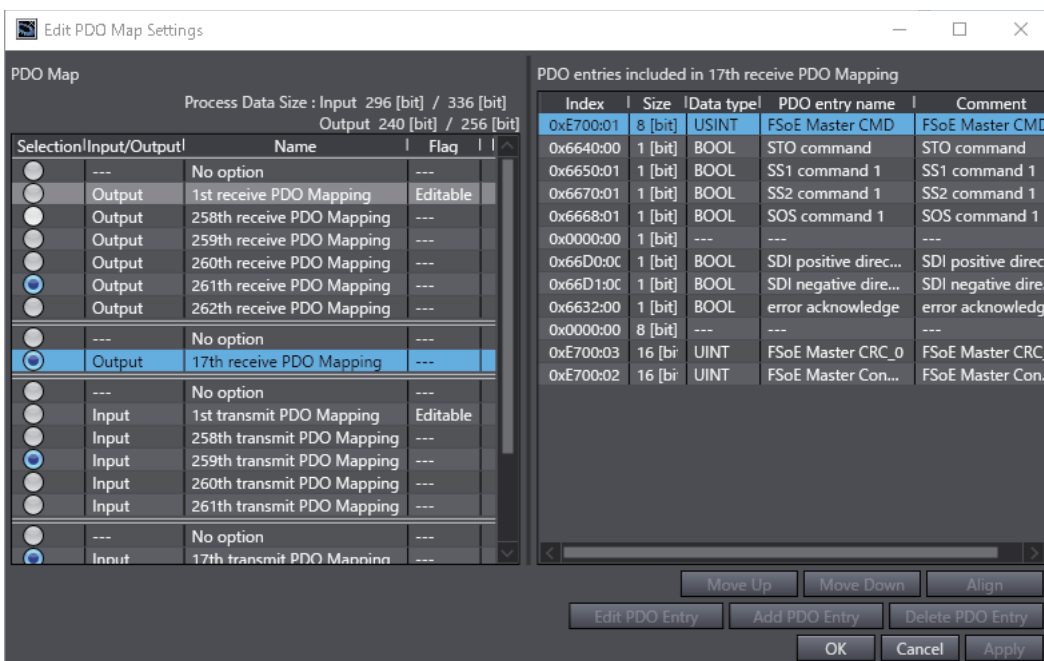 Edit PDO Map Settings
PDO Map
Process Data Size : Input 296 [bit] / 336 [bit]
Output 240 [bit] / 256 [bit]
Selection Input/Output Name Flag
--- No option ---
Output 1st receive PDO Mapping Editable
Output 258th receive PDO Mapping ---
Output 259th receive PDO Mapping ---
Output 260th receive PDO Mapping ---
Output 261th receive PDO Mapping ---
Output 262th receive PDO Mapping ---
--- No option ---
Output 17th receive PDO Mapping ---
--- No option ---
Input 1st transmit PDO Mapping Editable
Input 258th transmit PDO Mapping ---
Input 259th transmit PDO Mapping ---
Input 260th transmit PDO Mapping ---
Input 261th transmit PDO Mapping ---
--- No option ---
Input 17th transmit PDO Mapping ---
PDO entries included in 17th receive PDO Mapping
Index Size Data type PDO entry name Comment
0xE700:01 8 [bit] USINT FSoE Master CMD FSoE Master CMD
0x6640:00 1 [bit] BOOL STO command STO command
0x6650:01 1 [bit] BOOL SS1 command 1 SS1 command 1
0x6670:01 1 [bit] BOOL SS2 command 1 SS2 command 1
0x6668:01 1 [bit] BOOL SOS command 1 SOS command 1
0x0000:00 1 [bit] --- --- ---
0x66D0:0C 1 [bit] BOOL SDI positive direc... SDI positive direc
0x66D1:0C 1 [bit] BOOL SDI negative dire... SDI negative dire.
0x6632:00 1 [bit] BOOL error acknowledge error acknowledg
0x0000:00 8 [bit] --- --- ---
0xE700:03 16 [bi UINT FSoE Master CRC_0 FSoE Master CRC_
0xE700:02 16 [bi UINT FSoE Master Con... FSoE Master Con.
Move Up Move Down Align
Edit PDO Entry Add PDO Entry Delete PDO Entry
OK Cancel Apply